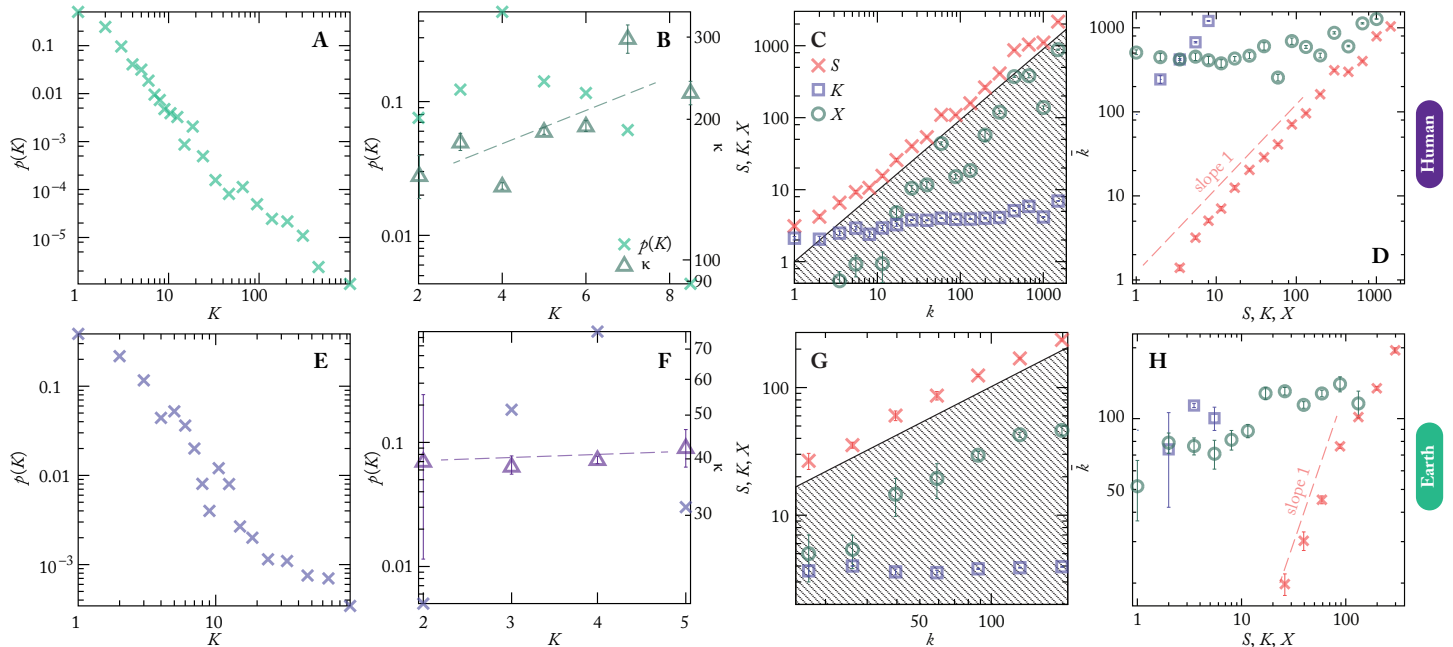 A
0.5
0.1
0.01
10⁻³
10⁻⁴
10⁻⁵
p(K)
1
10
100
K
B
0.1
0.01
p(K)
p(K)
κ
2
4
6
8
K
300
200
100
90
κ
C
S
K
X
1000
100
10
1
S, K, X
1
10
100
1000
k
D
slope 1
1000
100
10
1
k̄
1
10
100
1000
S, K, X
Human
E
0.1
0.01
10⁻³
p(K)
1
10
K
F
0.1
0.01
p(K)
2
3
4
5
K
70
60
50
40
30
κ
G
100
10
S, K, X
50
100
k
H
slope 1
100
50
k̄
1
10
100
S, K, X
Earth